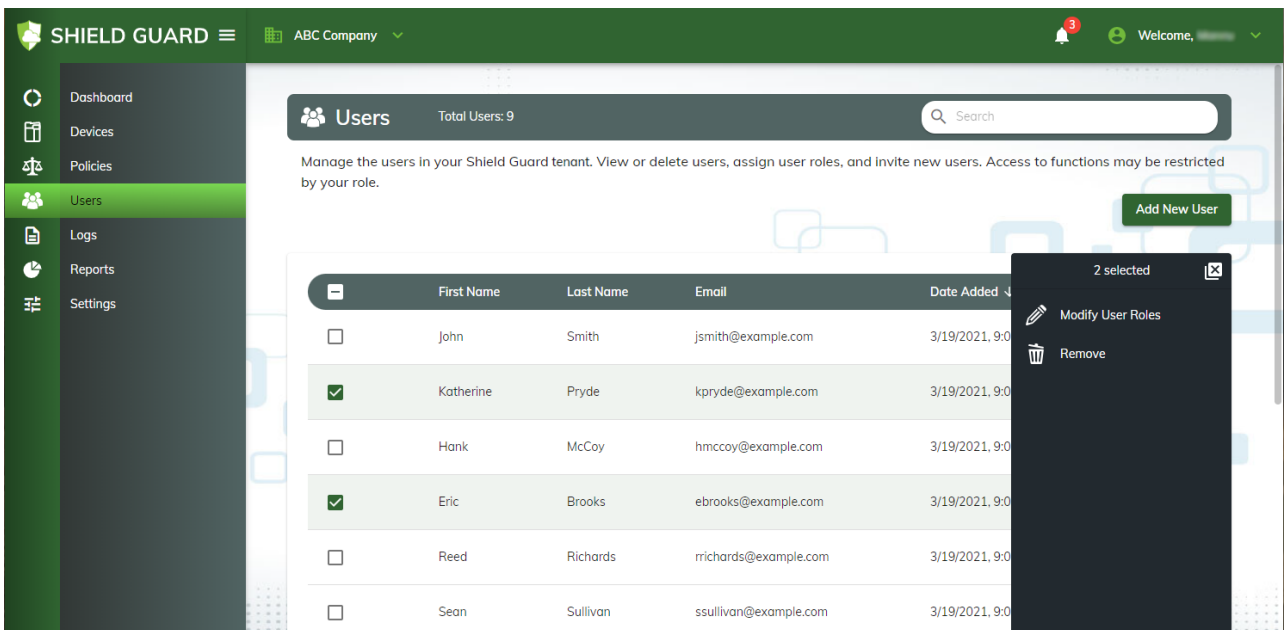 SHIELD GUARD
ABC Company
3
Welcome,
Dashboard
Devices
Policies
Users
Logs
Reports
Settings
Users
Total Users: 9
Search
Manage the users in your Shield Guard tenant. View or delete users, assign user roles, and invite new users. Access to functions may be restricted
by your role.
Add New User
First Name Last Name Email Date Added
John Smith jsmith@example.com 3/19/2021, 9:0
Katherine Pryde kpryde@example.com 3/19/2021, 9:0
Hank McCoy hmccoy@example.com 3/19/2021, 9:0
Eric Brooks ebrooks@example.com 3/19/2021, 9:0
Reed Richards rrichards@example.com 3/19/2021, 9:0
Sean Sullivan ssullivan@example.com 3/19/2021, 9:0
2 selected
Modify User Roles
Remove